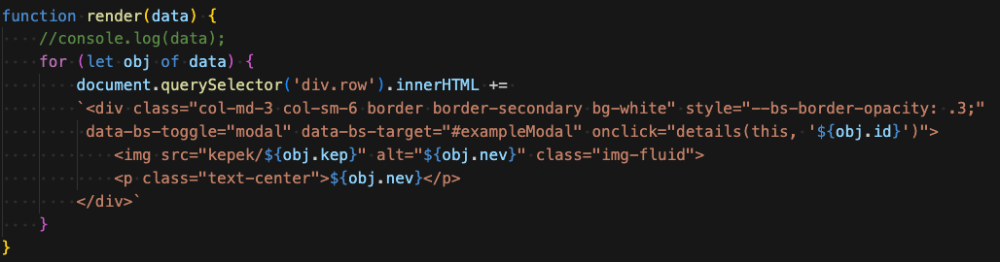 function render(data) {
    //console.log(data);
    for (let obj of data) {
        document.querySelector('div.row').innerHTML +=
        `<div class="col-md-3 col-sm-6 border border-secondary bg-white" style="--bs-border-opacity: .3;"
         data-bs-toggle="modal" data-bs-target="#exampleModal" onclick="details(this, '${obj.id}')">
            <img src="kepek/${obj.kep}" alt="${obj.nev}" class="img-fluid">
            <p class="text-center">${obj.nev}</p>
        </div>`
    }
}